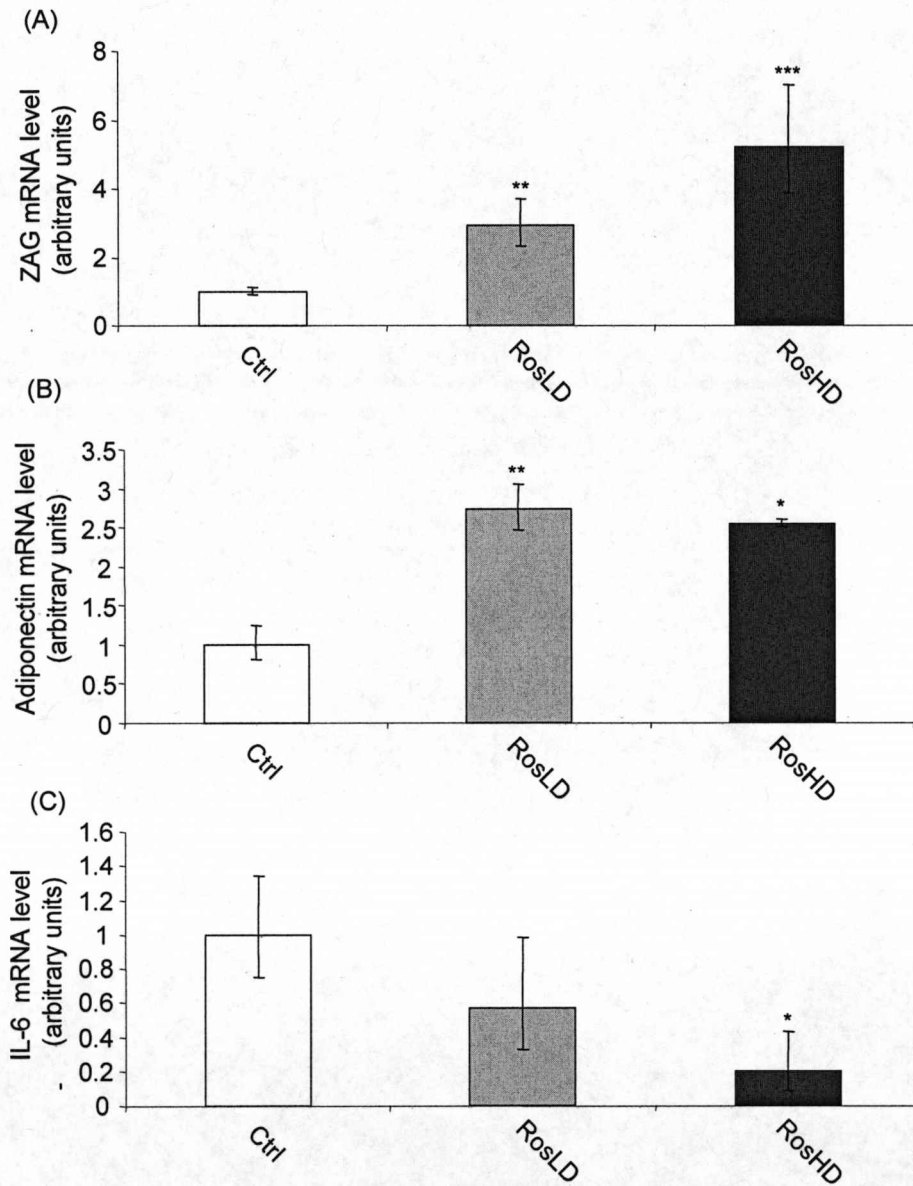 (A)
ZAG mRNA level
(arbitrary units)
8
6
4
2
0
**
***
Ctrl
RosLD
RosHD
(B)
Adiponectin mRNA level
(arbitrary units)
3.5
3
2.5
2
1.5
1
0.5
0
**
*
Ctrl
RosLD
RosHD
(C)
IL-6 mRNA level
(arbitrary units)
1.6
1.4
1.2
1
0.8
0.6
0.4
0.2
0
*
Ctrl
RosLD
RosHD